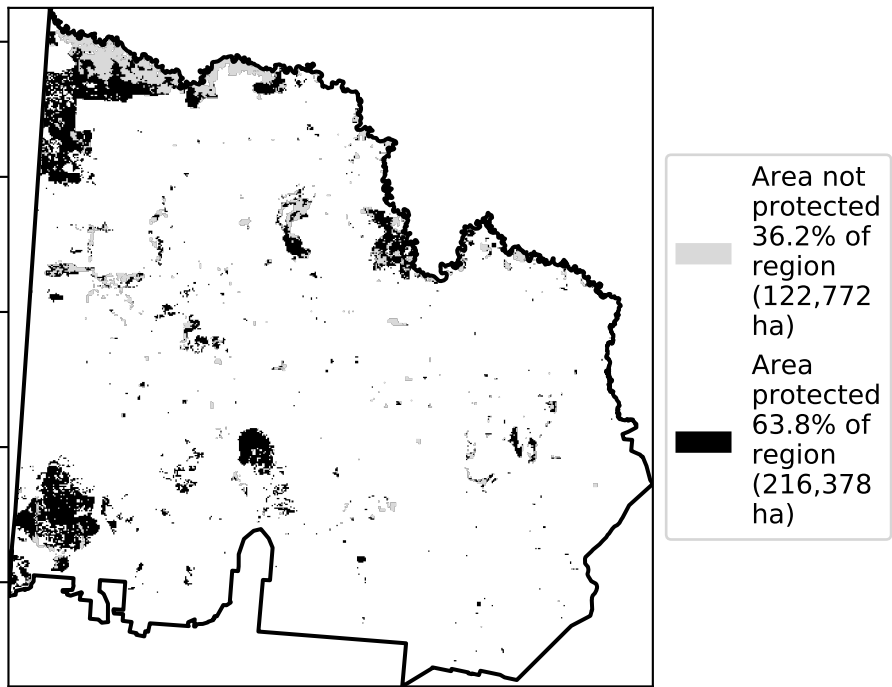 Area not
protected
36.2% of
region
(122,772
ha)
Area
protected
63.8% of
region
(216,378
ha)